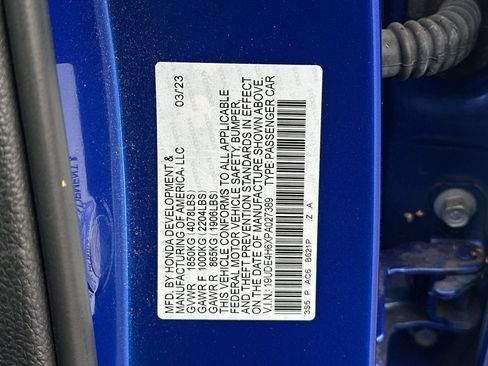 MFD. BY HONDA DEVELOPMENT &
MANUFACTURING OF AMERICA, LLC 03/23
GVWR 1850KG (4078LBS)
GAWR F 1000KG (2204LBS)
GAWR R 865KG (1906LBS)
THIS VEHICLE CONFORMS TO ALL APPLICABLE
FEDERAL MOTOR VEHICLE SAFETY, BUMPER,
AND THEFT PREVENTION STANDARDS IN EFFECT
ON THE DATE OF MANUFACTURE SHOWN ABOVE.
V.I.N.: 19UDE4H6XPA027389 TYPE:PASSENGER CAR
3S5 P AC6 B621P Z A